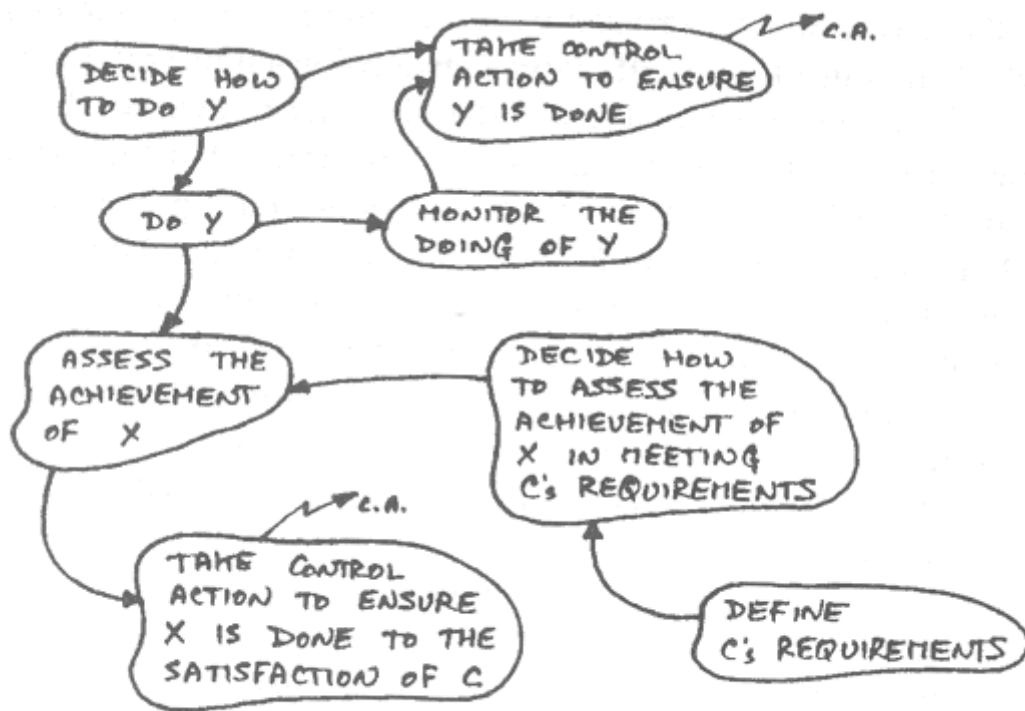 C.A.
DECIDE HOW
TO DO Y
TAKE CONTROL
ACTION TO ENSURE
Y IS DONE
DO Y
MONITOR THE
DOING OF Y
ASSESS THE
ACHIEVEMENT
OF X
DECIDE HOW
TO ASSESS THE
ACHIEVEMENT OF
X IN MEETING
C's REQUIREMENTS
C.A.
TAKE CONTROL
ACTION TO ENSURE
X IS DONE TO THE
SATISFACTION OF C
DEFINE
C's REQUIREMENTS